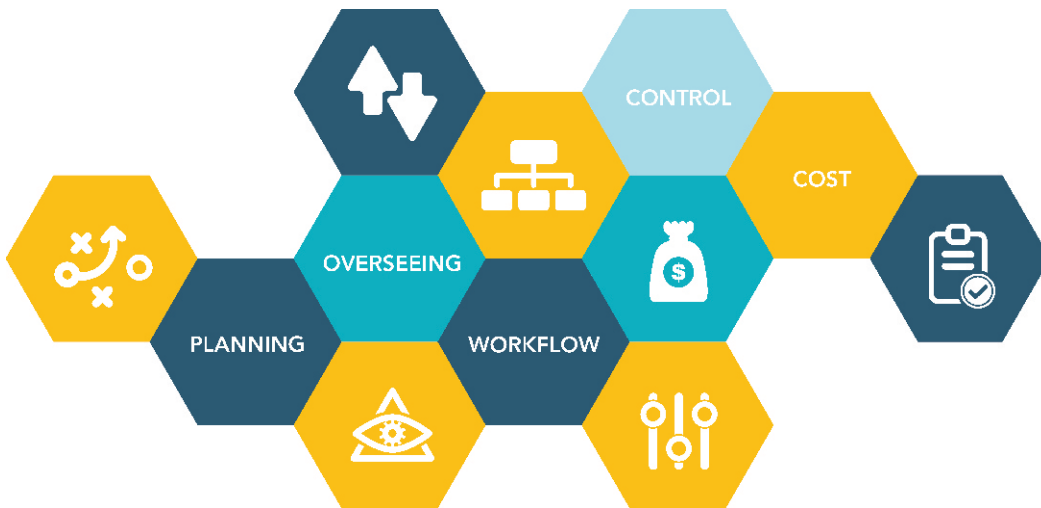 CONTROL
COST
OVERSEEING
$
PLANNING
WORKFLOW